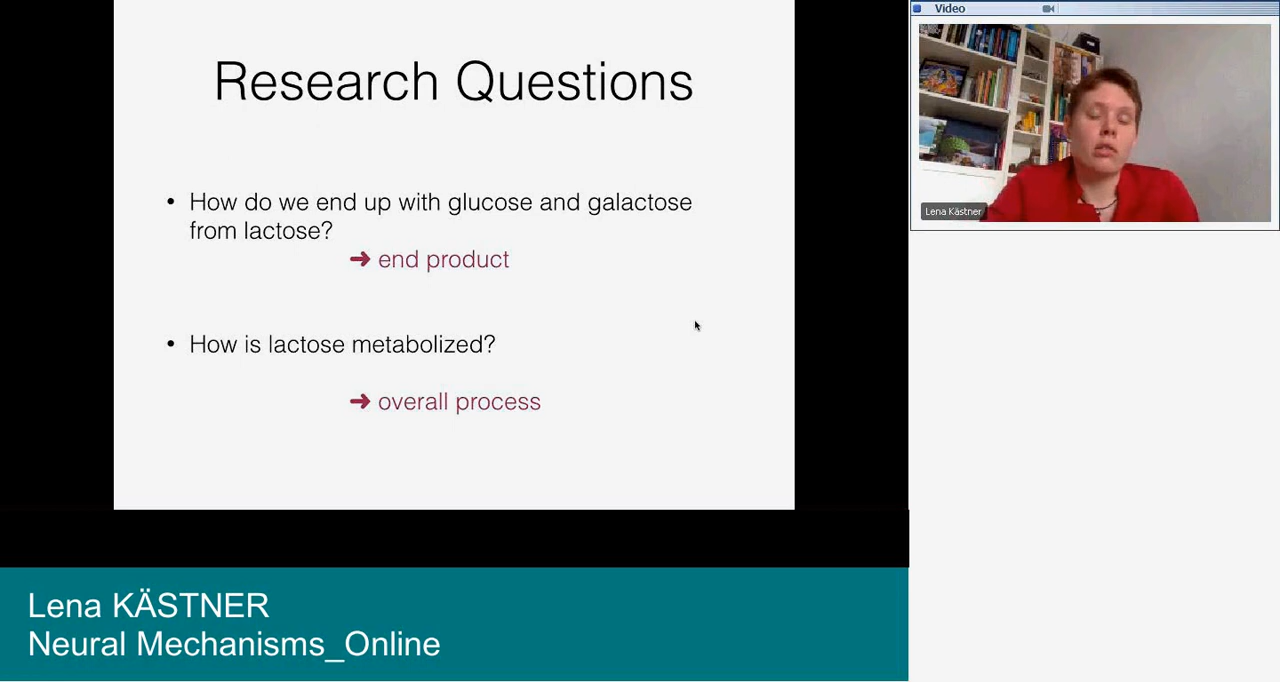 Research Questions
• How do we end up with glucose and galactose
from lactose?
➜ end product
• How is lactose metabolized?
➜ overall process
Video
Lena Kästner
Lena KÄSTNER
Neural Mechanisms_Online